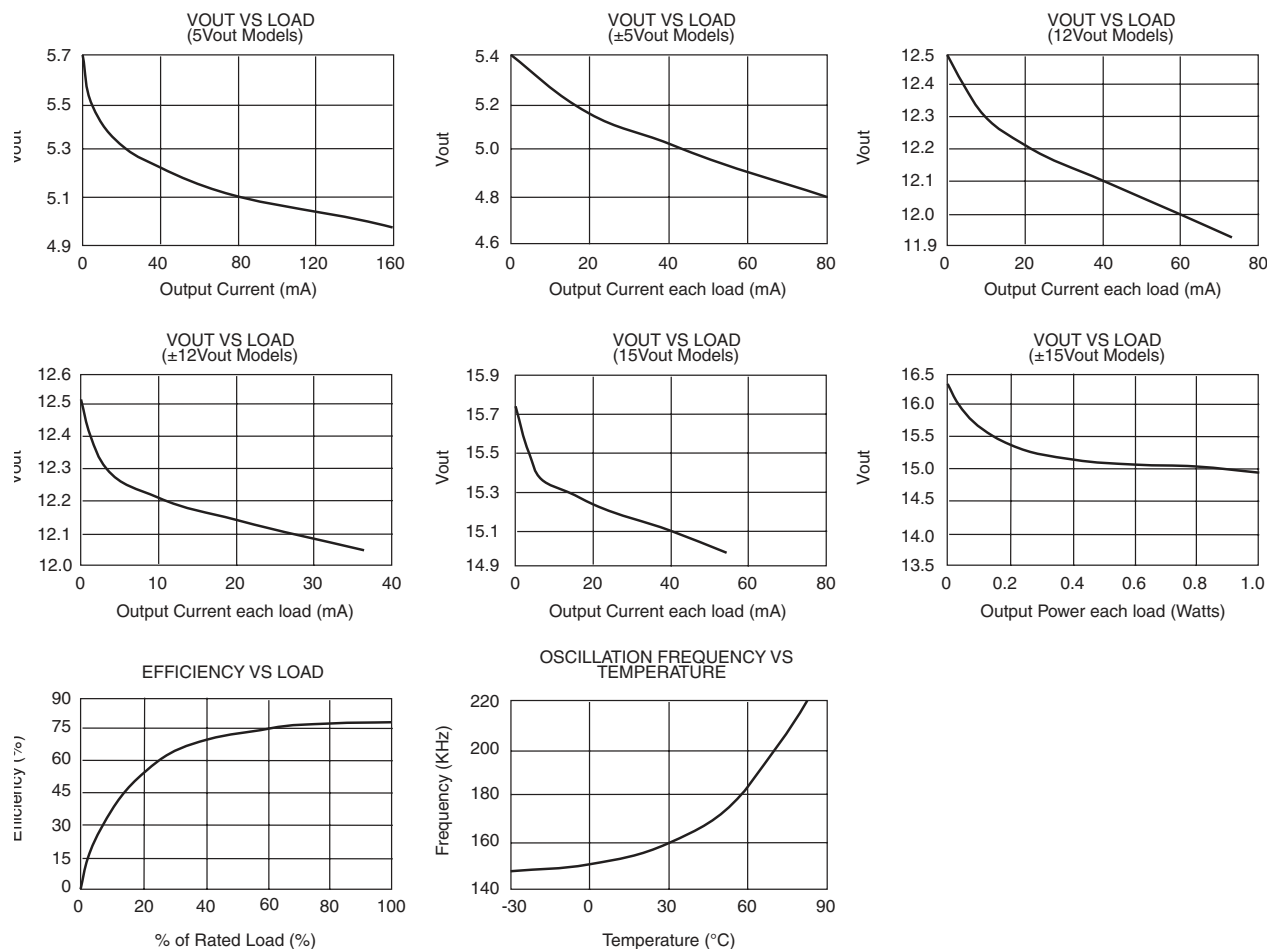 VOUT VS LOAD
(5Vout Models)
5.7
5.5
5.3
5.1
4.9
Vout
0 40 80 120 160
Output Current (mA)
VOUT VS LOAD
(±5Vout Models)
5.4
5.2
5.0
4.8
4.6
Vout
0 20 40 60 80
Output Current each load (mA)
VOUT VS LOAD
(12Vout Models)
12.5
12.4
12.3
12.2
12.1
12.0
11.9
Vout
0 20 40 60 80
Output Current each load (mA)
VOUT VS LOAD
(±12Vout Models)
12.6
12.5
12.4
12.3
12.2
12.1
12.0
Vout
0 10 20 30 40
Output Current each load (mA)
VOUT VS LOAD
(15Vout Models)
15.9
15.7
15.5
15.3
15.1
14.9
Vout
0 20 40 60 80
Output Current each load (mA)
VOUT VS LOAD
(±15Vout Models)
16.5
16.0
15.5
15.0
14.5
14.0
13.5
Vout
0 0.2 0.4 0.6 0.8 1.0
Output Power each load (Watts)
EFFICIENCY VS LOAD
90
75
60
45
30
15
0
Efficiency (%)
0 20 40 60 80 100
% of Rated Load (%)
OSCILLATION FREQUENCY VS
TEMPERATURE
220
200
180
160
140
Frequency (KHz)
-30 0 30 60 90
Temperature (°C)